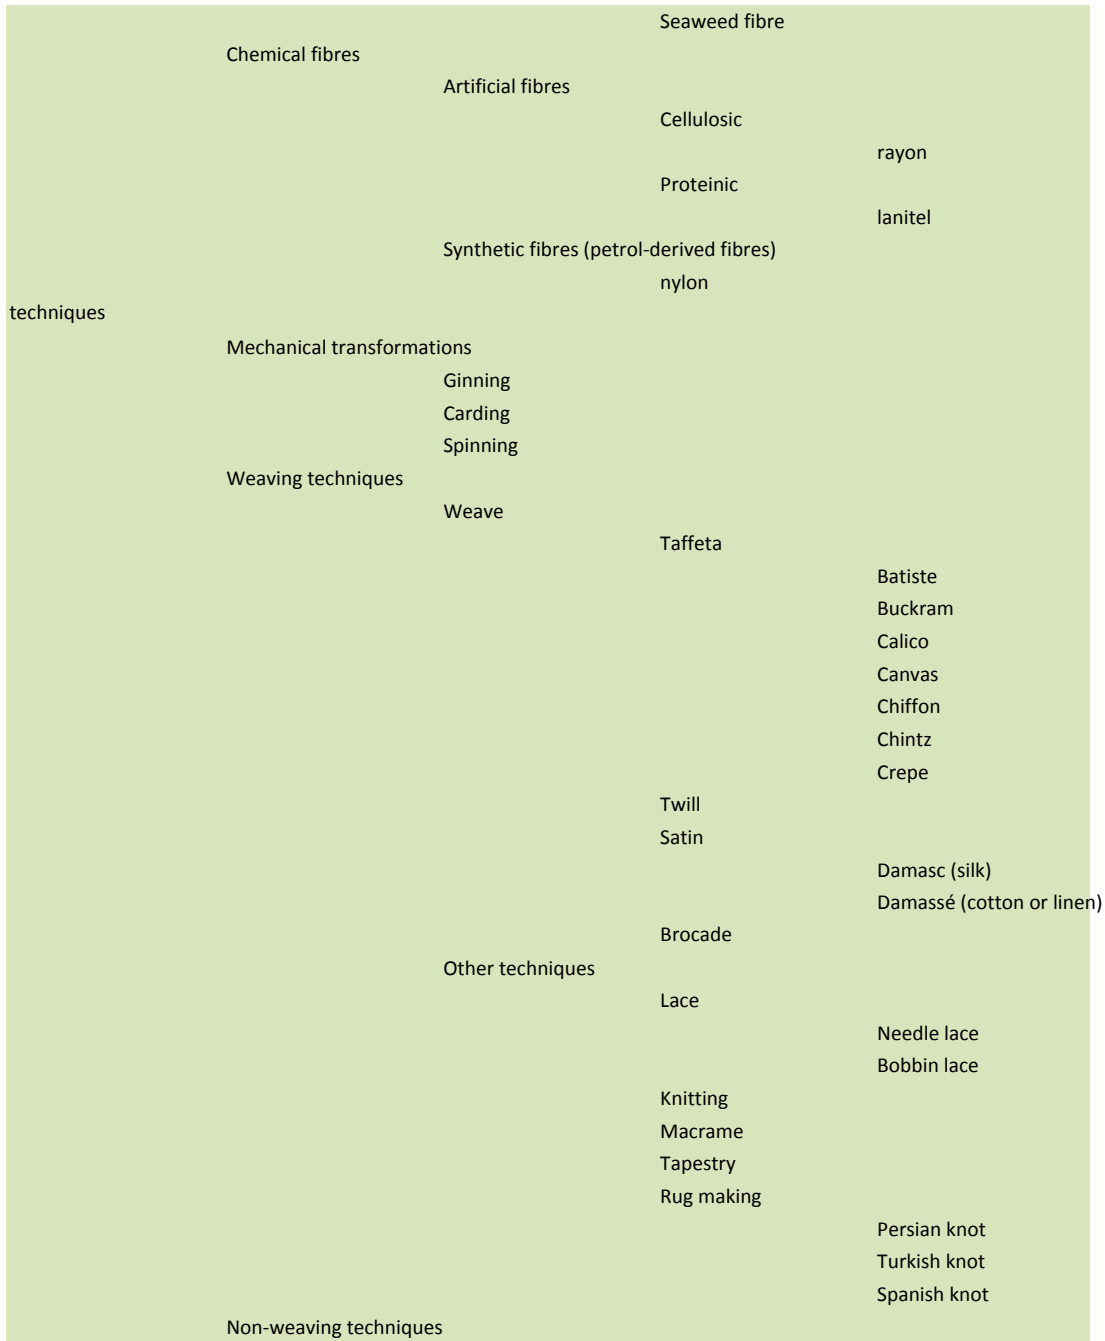 Seaweed fibre
Chemical fibres
Artificial fibres
Cellulosic
rayon
Proteinic
lanitel
Synthetic fibres (petrol-derived fibres)
nylon
techniques
Mechanical transformations
Ginning
Carding
Spinning
Weaving techniques
Weave
Taffeta
Batiste
Buckram
Calico
Canvas
Chiffon
Chintz
Crepe
Twill
Satin
Damasc (silk)
Damassé (cotton or linen)
Brocade
Other techniques
Lace
Needle lace
Bobbin lace
Knitting
Macrame
Tapestry
Rug making
Persian knot
Turkish knot
Spanish knot
Non-weaving techniques